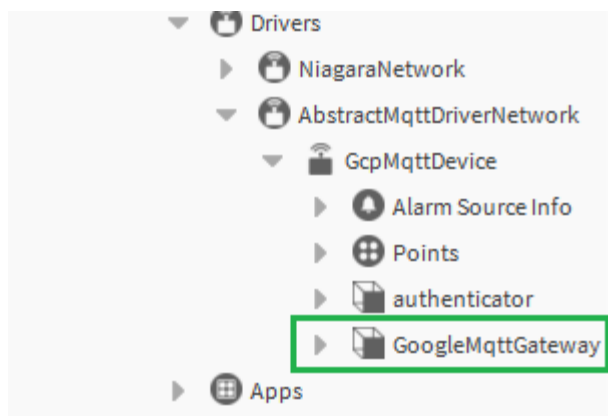 Drivers
NiagaraNetwork
AbstractMqttDriverNetwork
GcpMqttDevice
Alarm Source Info
Points
authenticator
GoogleMqttGateway
Apps